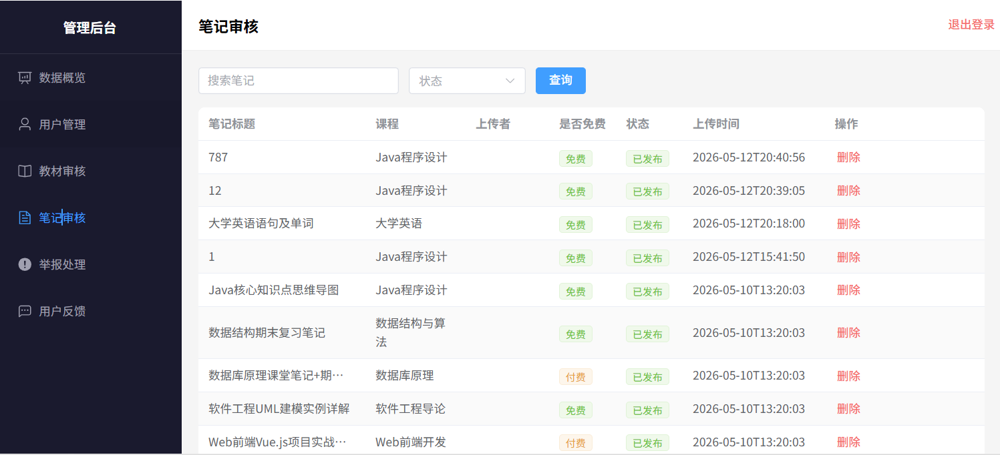 管理后台
数据概览
用户管理
教材审核
笔记审核
举报处理
用户反馈
笔记审核
退出登录
搜索笔记 状态 查询
笔记标题 课程 上传者 是否免费 状态 上传时间 操作
787 Java程序设计 免费 已发布 2026-05-12T20:40:56 删除
12 Java程序设计 免费 已发布 2026-05-12T20:39:05 删除
大学英语语句及单词 大学英语 免费 已发布 2026-05-12T20:18:00 删除
1 Java程序设计 免费 已发布 2026-05-12T15:41:50 删除
Java核心知识点思维导图 Java程序设计 免费 已发布 2026-05-10T13:20:03 删除
数据结构期末复习笔记 数据结构与算
法 免费 已发布 2026-05-10T13:20:03 删除
数据库原理课堂笔记+期… 数据库原理 付费 已发布 2026-05-10T13:20:03 删除
软件工程UML建模实例详解 软件工程导论 免费 已发布 2026-05-10T13:20:03 删除
Web前端Vue.js项目实战… Web前端开发 付费 已发布 2026-05-10T13:20:03 删除